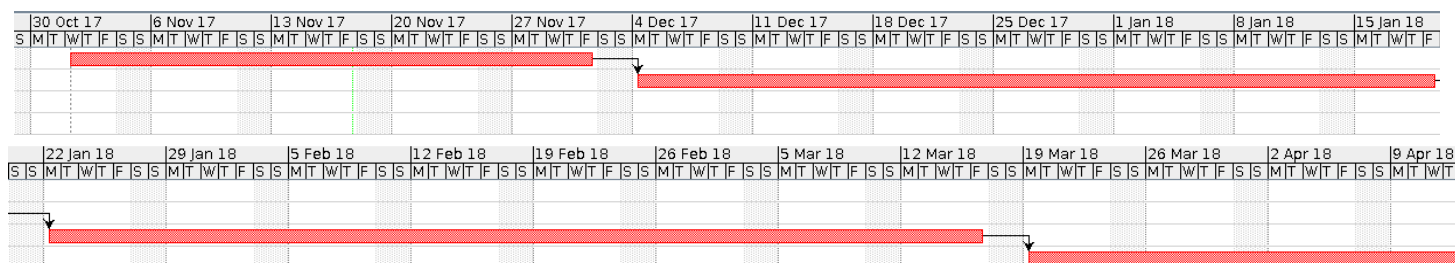 30 Oct 17 6 Nov 17 13 Nov 17 20 Nov 17 27 Nov 17 4 Dec 17 11 Dec 17 18 Dec 17 25 Dec 17 1 Jan 18 8 Jan 18 15 Jan 18
S M T W T F S S M T W T F S S M T W T F S S M T W T F S S M T W T F S S M T W T F S S M T W T F S S M T W T F S S M T W T F S S M T W T F S S M T W T F S S M T W T F
22 Jan 18 29 Jan 18 5 Feb 18 12 Feb 18 19 Feb 18 26 Feb 18 5 Mar 18 12 Mar 18 19 Mar 18 26 Mar 18 2 Apr 18 9 Apr 18
S S M T W T F S S M T W T F S S M T W T F S S M T W T F S S M T W T F S S M T W T F S S M T W T F S S M T W T F S S M T W T F S S M T W T F S S M T W T F S S M T W T